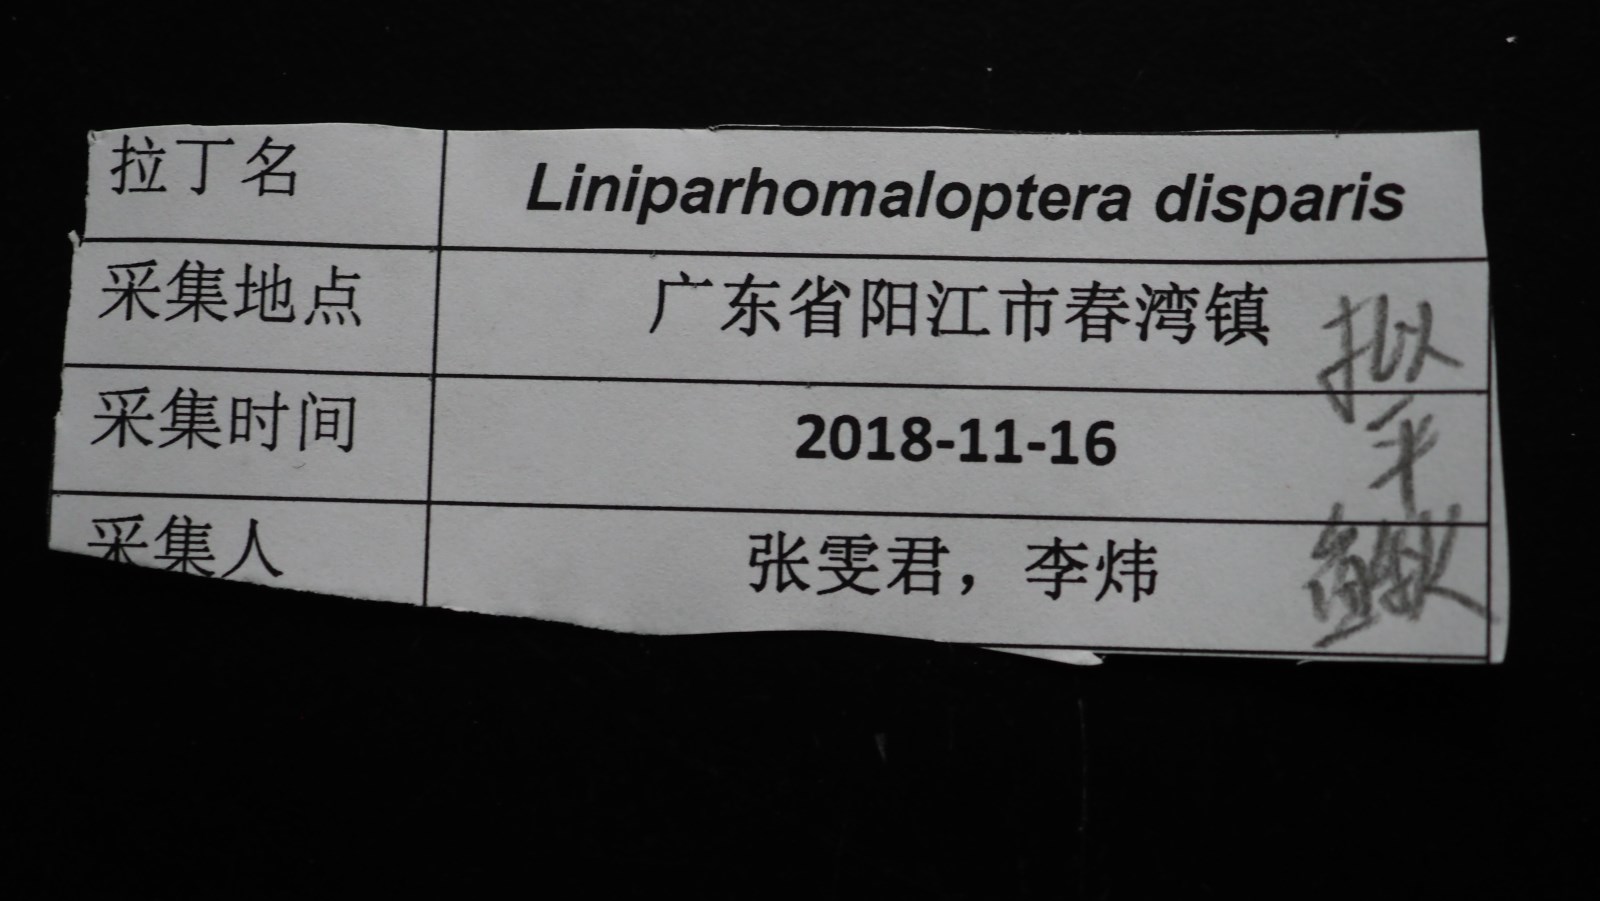 拉丁名 Liniparhomaloptera disparis
采集地点 广东省阳江市春湾镇
采集时间 2018-11-16
采集人 张雯君，李炜
拟
平
鳅